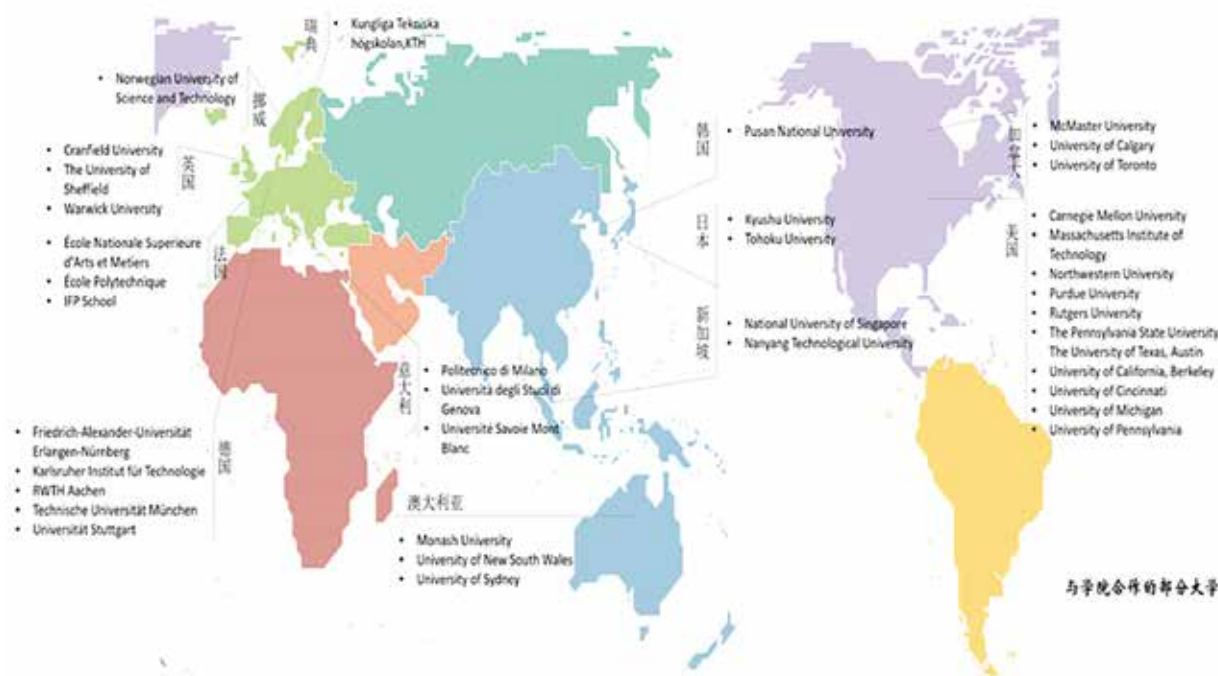 瑞典
• Kungliga Tekniska
högskolan,KTH
• Norwegian University of
Science and Technology
挪威
• Cranfield University
• The University of
Sheffield
• Warwick University
英国
• École Nationale Superieure
d'Arts et Metiers
• École Polytechnique
• IFP School
法国
• Friedrich-Alexander-Universität
Erlangen-Nürnberg
• Karlsruher Institut für Technologie
• RWTH Aachen
• Technische Universität München
• Universität Stuttgart
德国
意大利
• Politecnico di Milano
• Università degli Studi di
Genova
• Université Savoie Mont
Blanc
澳大利亚
• Monash University
• University of New South Wales
• University of Sydney
韩国
• Pusan National University
日本
• Kyushu University
• Tohoku University
新加坡
• National University of Singapore
• Nanyang Technological University
加拿大
• McMaster University
• University of Calgary
• University of Toronto
美国
• Carnegie Mellon University
• Massachusetts Institute of
Technology
• Northwestern University
• Purdue University
• Rutgers University
• The Pennsylvania State University
The University of Texas, Austin
• University of California, Berkeley
• University of Cincinnati
• University of Michigan
• University of Pennsylvania
与学院合作的部分大学